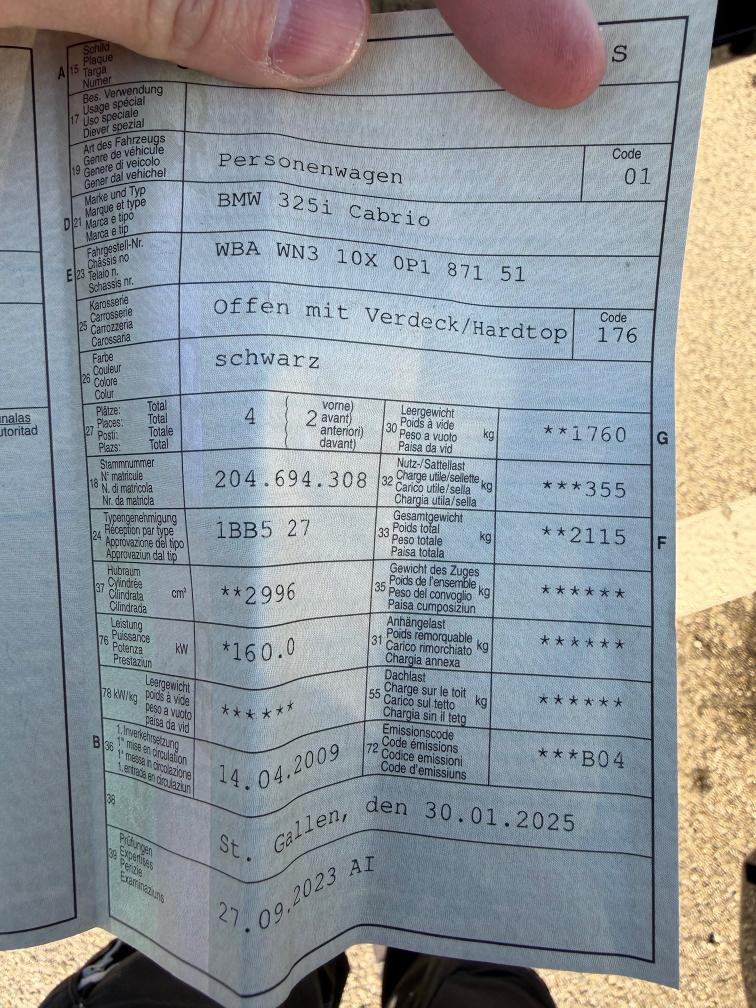 nalas
utoritad
A 15 Schild
Plaque
Targa
Numer
S
17 Bes. Verwendung
Usage spécial
Uso speciale
Diever spezial
19 Art des Fahrzeugs
Genre de véhicule
Genere di veicolo
Gener dal vehichel
Personenwagen
Code
01
D 21 Marke und Typ
Marque et type
Marca e tipo
Marca e tip
BMW 325i Cabrio
E 23 Fahrgestell-Nr.
Châssis no
Telaio n.
Schassis nr.
WBA WN3 10X 0P1 871 51
25 Karosserie
Carrosserie
Carrozzeria
Carossaria
Offen mit Verdeck/Hardtop
Code
176
26 Farbe
Couleur
Colore
Colur
schwarz
27 Plätze: Total
Places: Total
Posti: Totale
Plazs: Total
4
2
vorne)
avant)
anteriori)
davant)
30 Leergewicht
Poids à vide
Peso a vuoto kg
Paisa da vid
**1760
G
18 Stammnummer
N° matricule
N. di matricola
Nr. da matricla
204.694.308
32 Nutz-/Sattellast
Charge utile/sellette kg
Carico utile/sella
Chargia utila/sella
***355
24 Typengenehmigung
Réception par type
Approvazione del tipo
Approvaziun dal tip
1BB5 27
33 Gesamtgewicht
Poids total
Peso totale kg
Paisa totala
**2115
F
37 Hubraum
Cylindrée
Cilindrata cm³
Cilindrada
**2996
35 Gewicht des Zuges
Poids de l'ensemble kg
Peso del convoglio
Paisa cumposiziun
******
76 Leistung
Puissance
Potenza kW
Prestaziun
*160.0
31 Anhängelast
Poids remorquable kg
Carico rimorchiato
Chargia annexa
******
78 kW/kg Leergewicht
poids à vide
peso a vuoto
paisa da vid
******
55 Dachlast
Charge sur le toit kg
Carico sul tetto
Chargia sin il tetg
******
B 36 1. Inverkehrsetzung
1re mise en circulation
1a messa in circolazione
1. entrada en circulaziun
14.04.2009
72 Emissionscode
Code émissions
Codice emissioni
Code d'emissiuns
***B04
38
St. Gallen, den 30.01.2025
39 Prüfungen
Expertises
Perizie
Examinaziuns
27.09.2023 AI